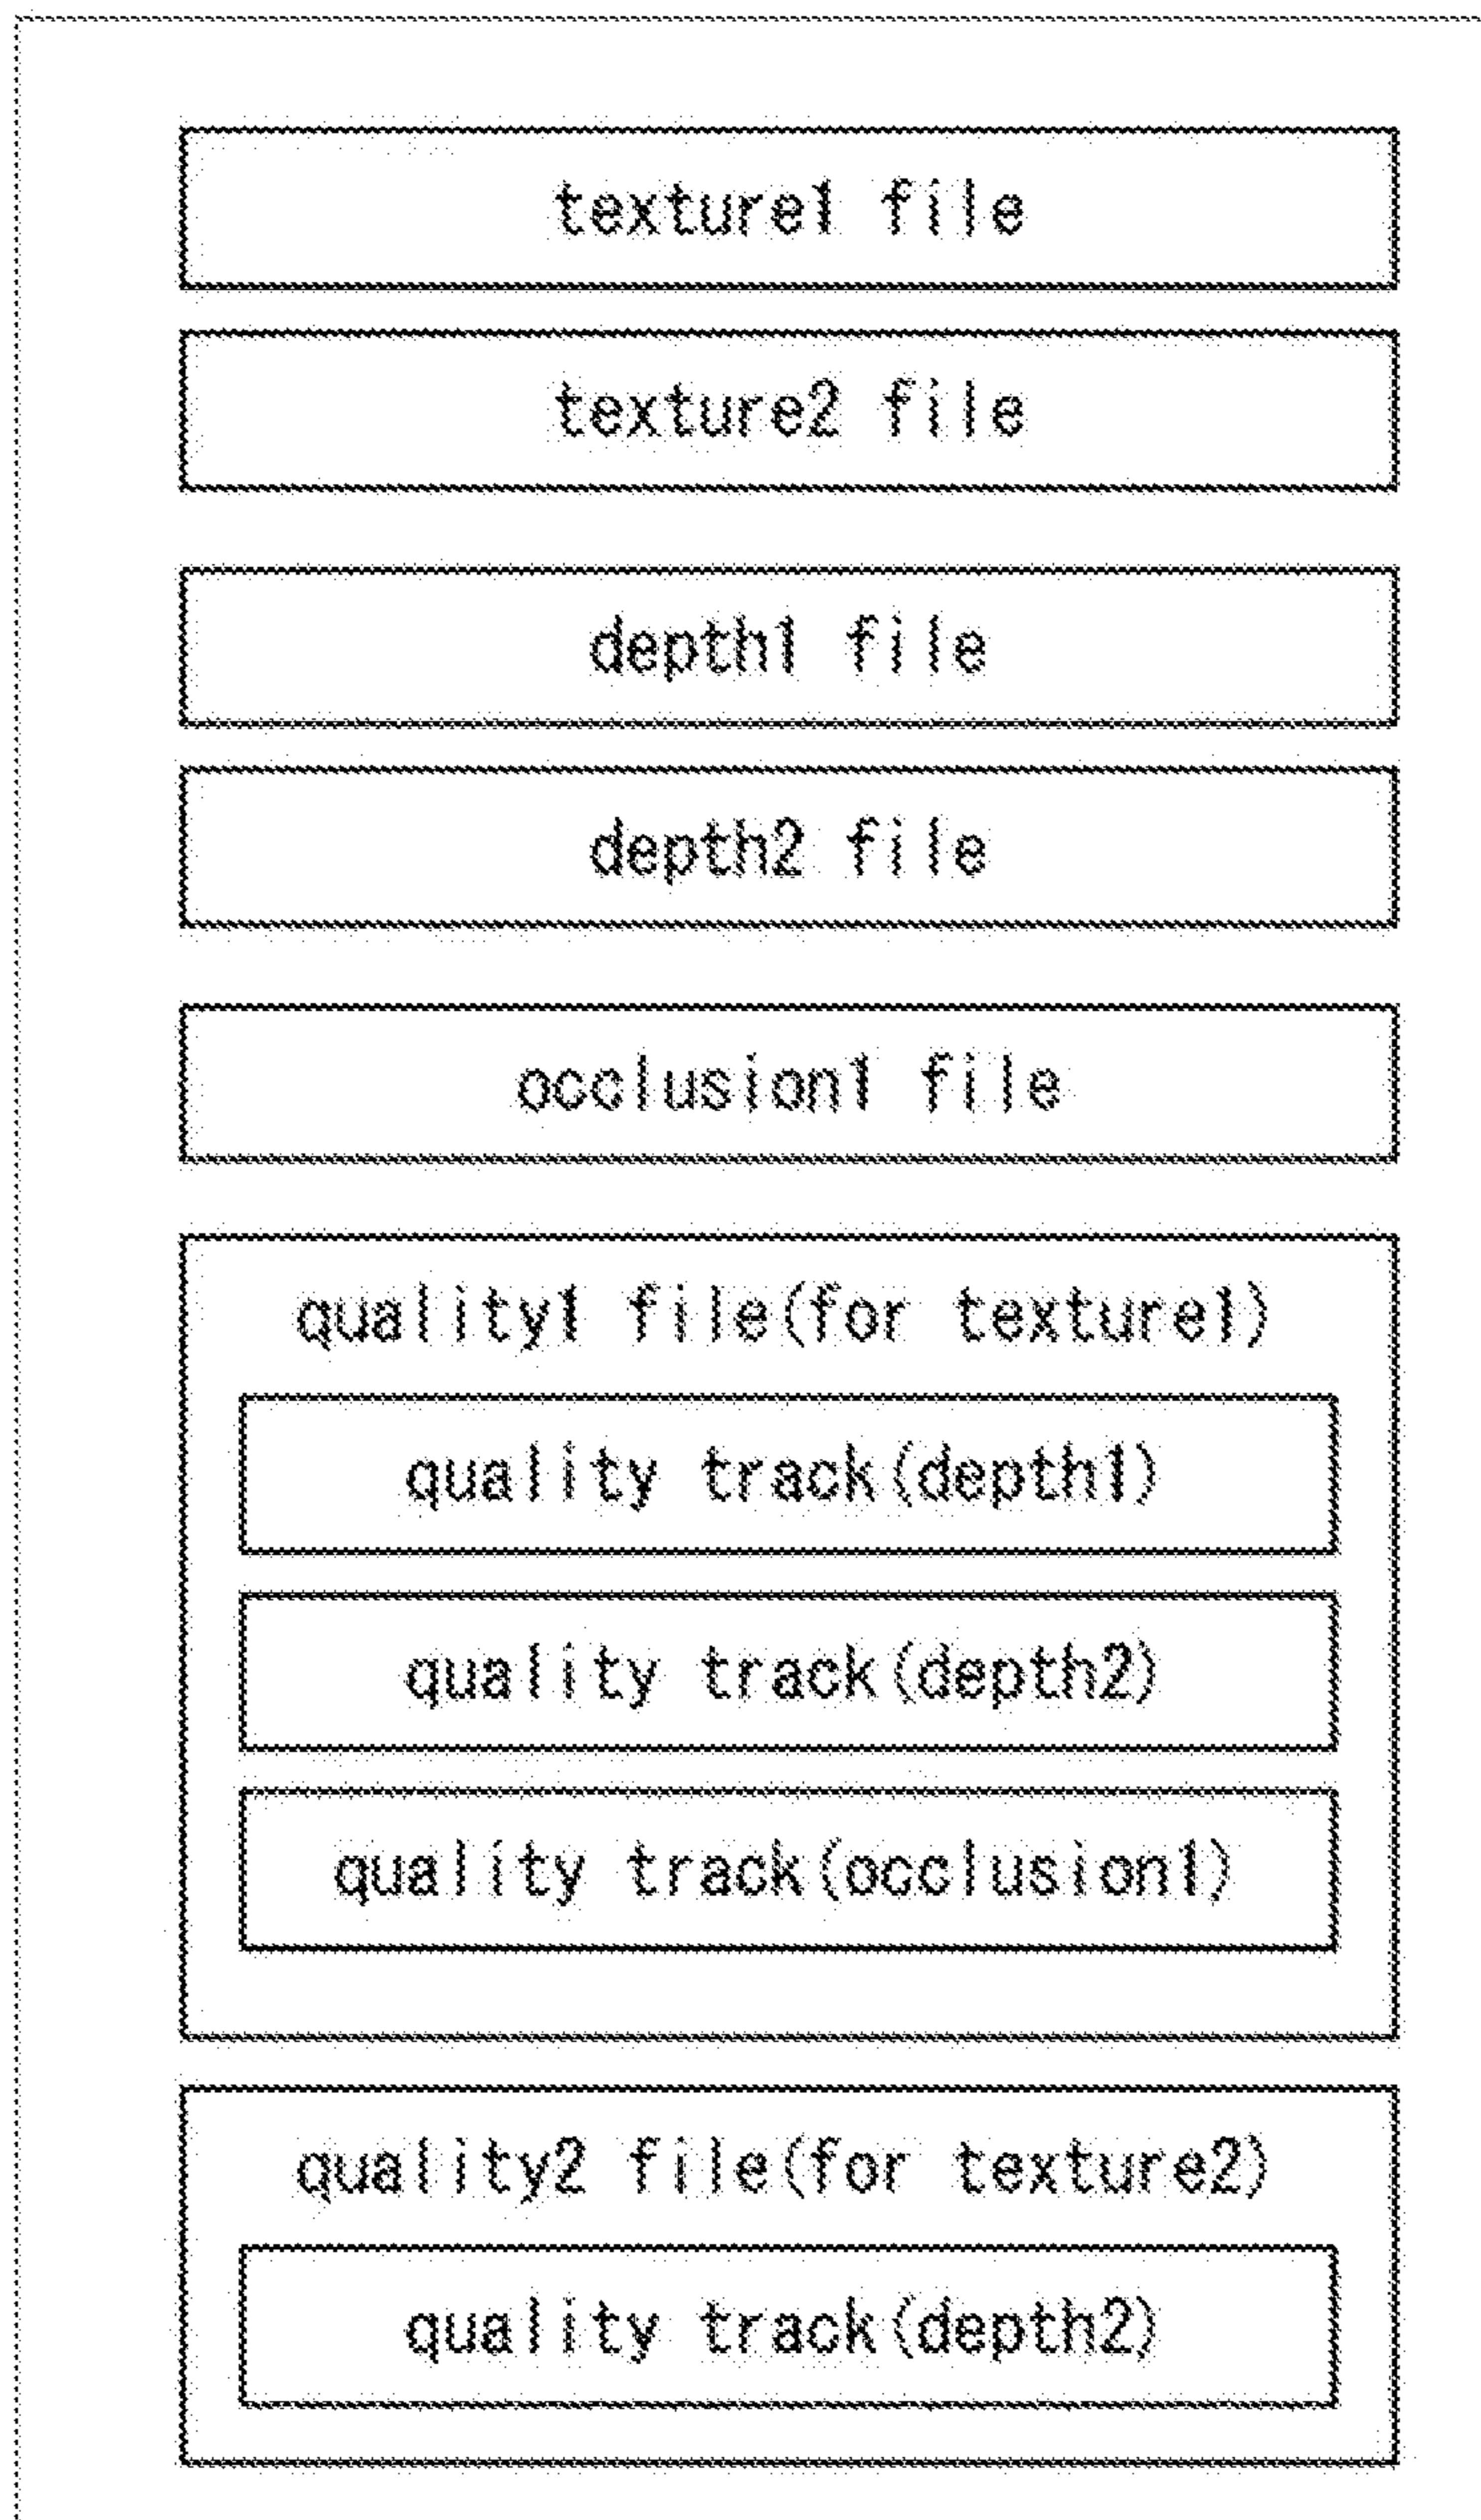 texture1 file
texture2 file
depth1 file
depth2 file
occlusion1 file
quality1 file(for texture1)
quality track(depth1)
quality track(depth2)
quality track(occlusion1)
quality2 file(for texture2)
quality track(depth2)